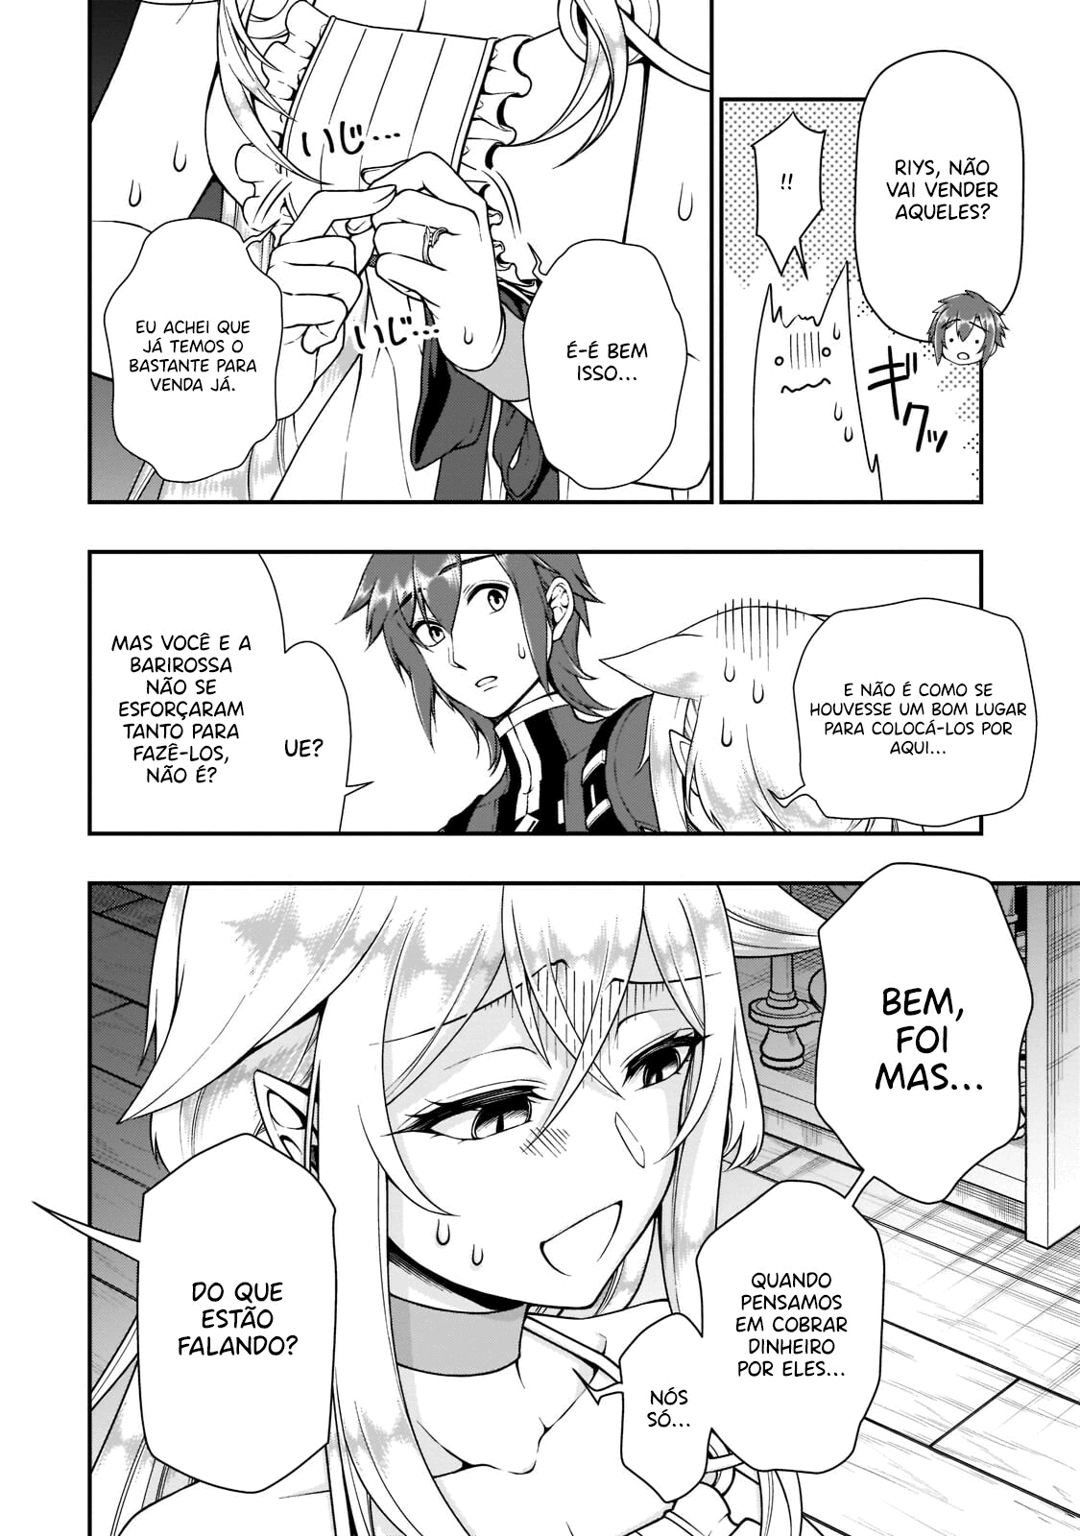 RIYS, NÃO
VAI VENDER
AQUELES?
!!
ギクッ
É-É BEM
ISSO...
いじ...
いじ...
EU ACHEI QUE
JÁ TEMOS O
BASTANTE PARA
VENDA JÁ.
E NÃO É COMO SE
HOUVESSE UM BOM LUGAR
PARA COLOCÁ-LOS POR
AQUI...
UE?
MAS VOCÊ E A
BARIROSSA
NÃO SE
ESFORÇARAM
TANTO PARA
FAZÊ-LOS,
NÃO É?
BEM,
FOI
MAS...
QUANDO
PENSAMOS
EM COBRAR
DINHEIRO
POR ELES...
NÓS
SÓ...
DO QUE
ESTÃO
FALANDO?